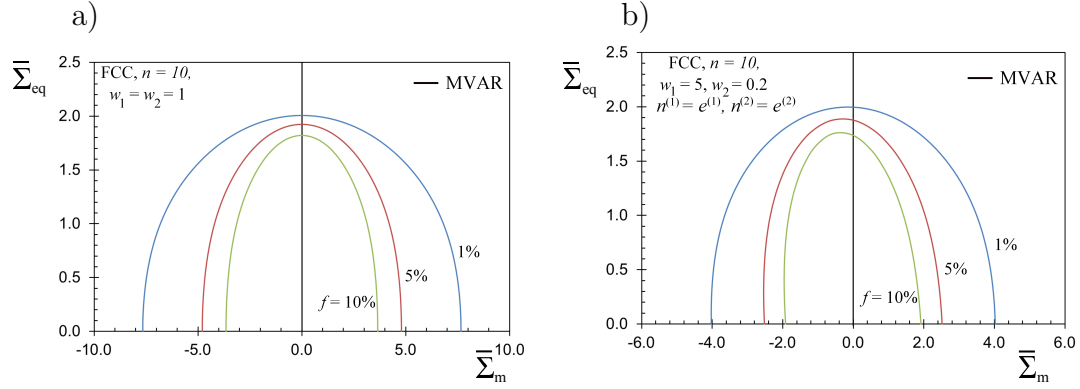 a)
Σ̅eq
2.5
2.0
1.5
1.0
0.5
0.0
FCC, n = 10,
w1 = w2 = 1
MVAR
1%
5%
f = 10%
-10.0 -5.0 0.0 5.0 10.0
Σ̅m
b)
Σ̅eq
2.5
2.0
1.5
1.0
0.5
0.0
FCC, n = 10,
w1 = 5, w2 = 0.2
n(1) = e(1), n(2) = e(2)
MVAR
1%
5%
f = 10%
-6.0 -4.0 -2.0 0.0 2.0 4.0 6.0
Σ̅m